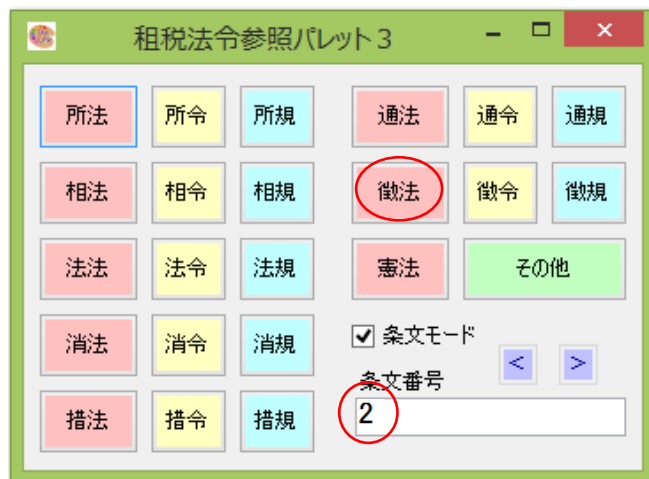 租税法令参照パレット3
所法 所令 所規 通法 通令 通規
相法 相令 相規 徴法 徴令 徴規
法法 法令 法規 憲法 その他
消法 消令 消規 条文モード
< >
条文番号
措法 措令 措規 2